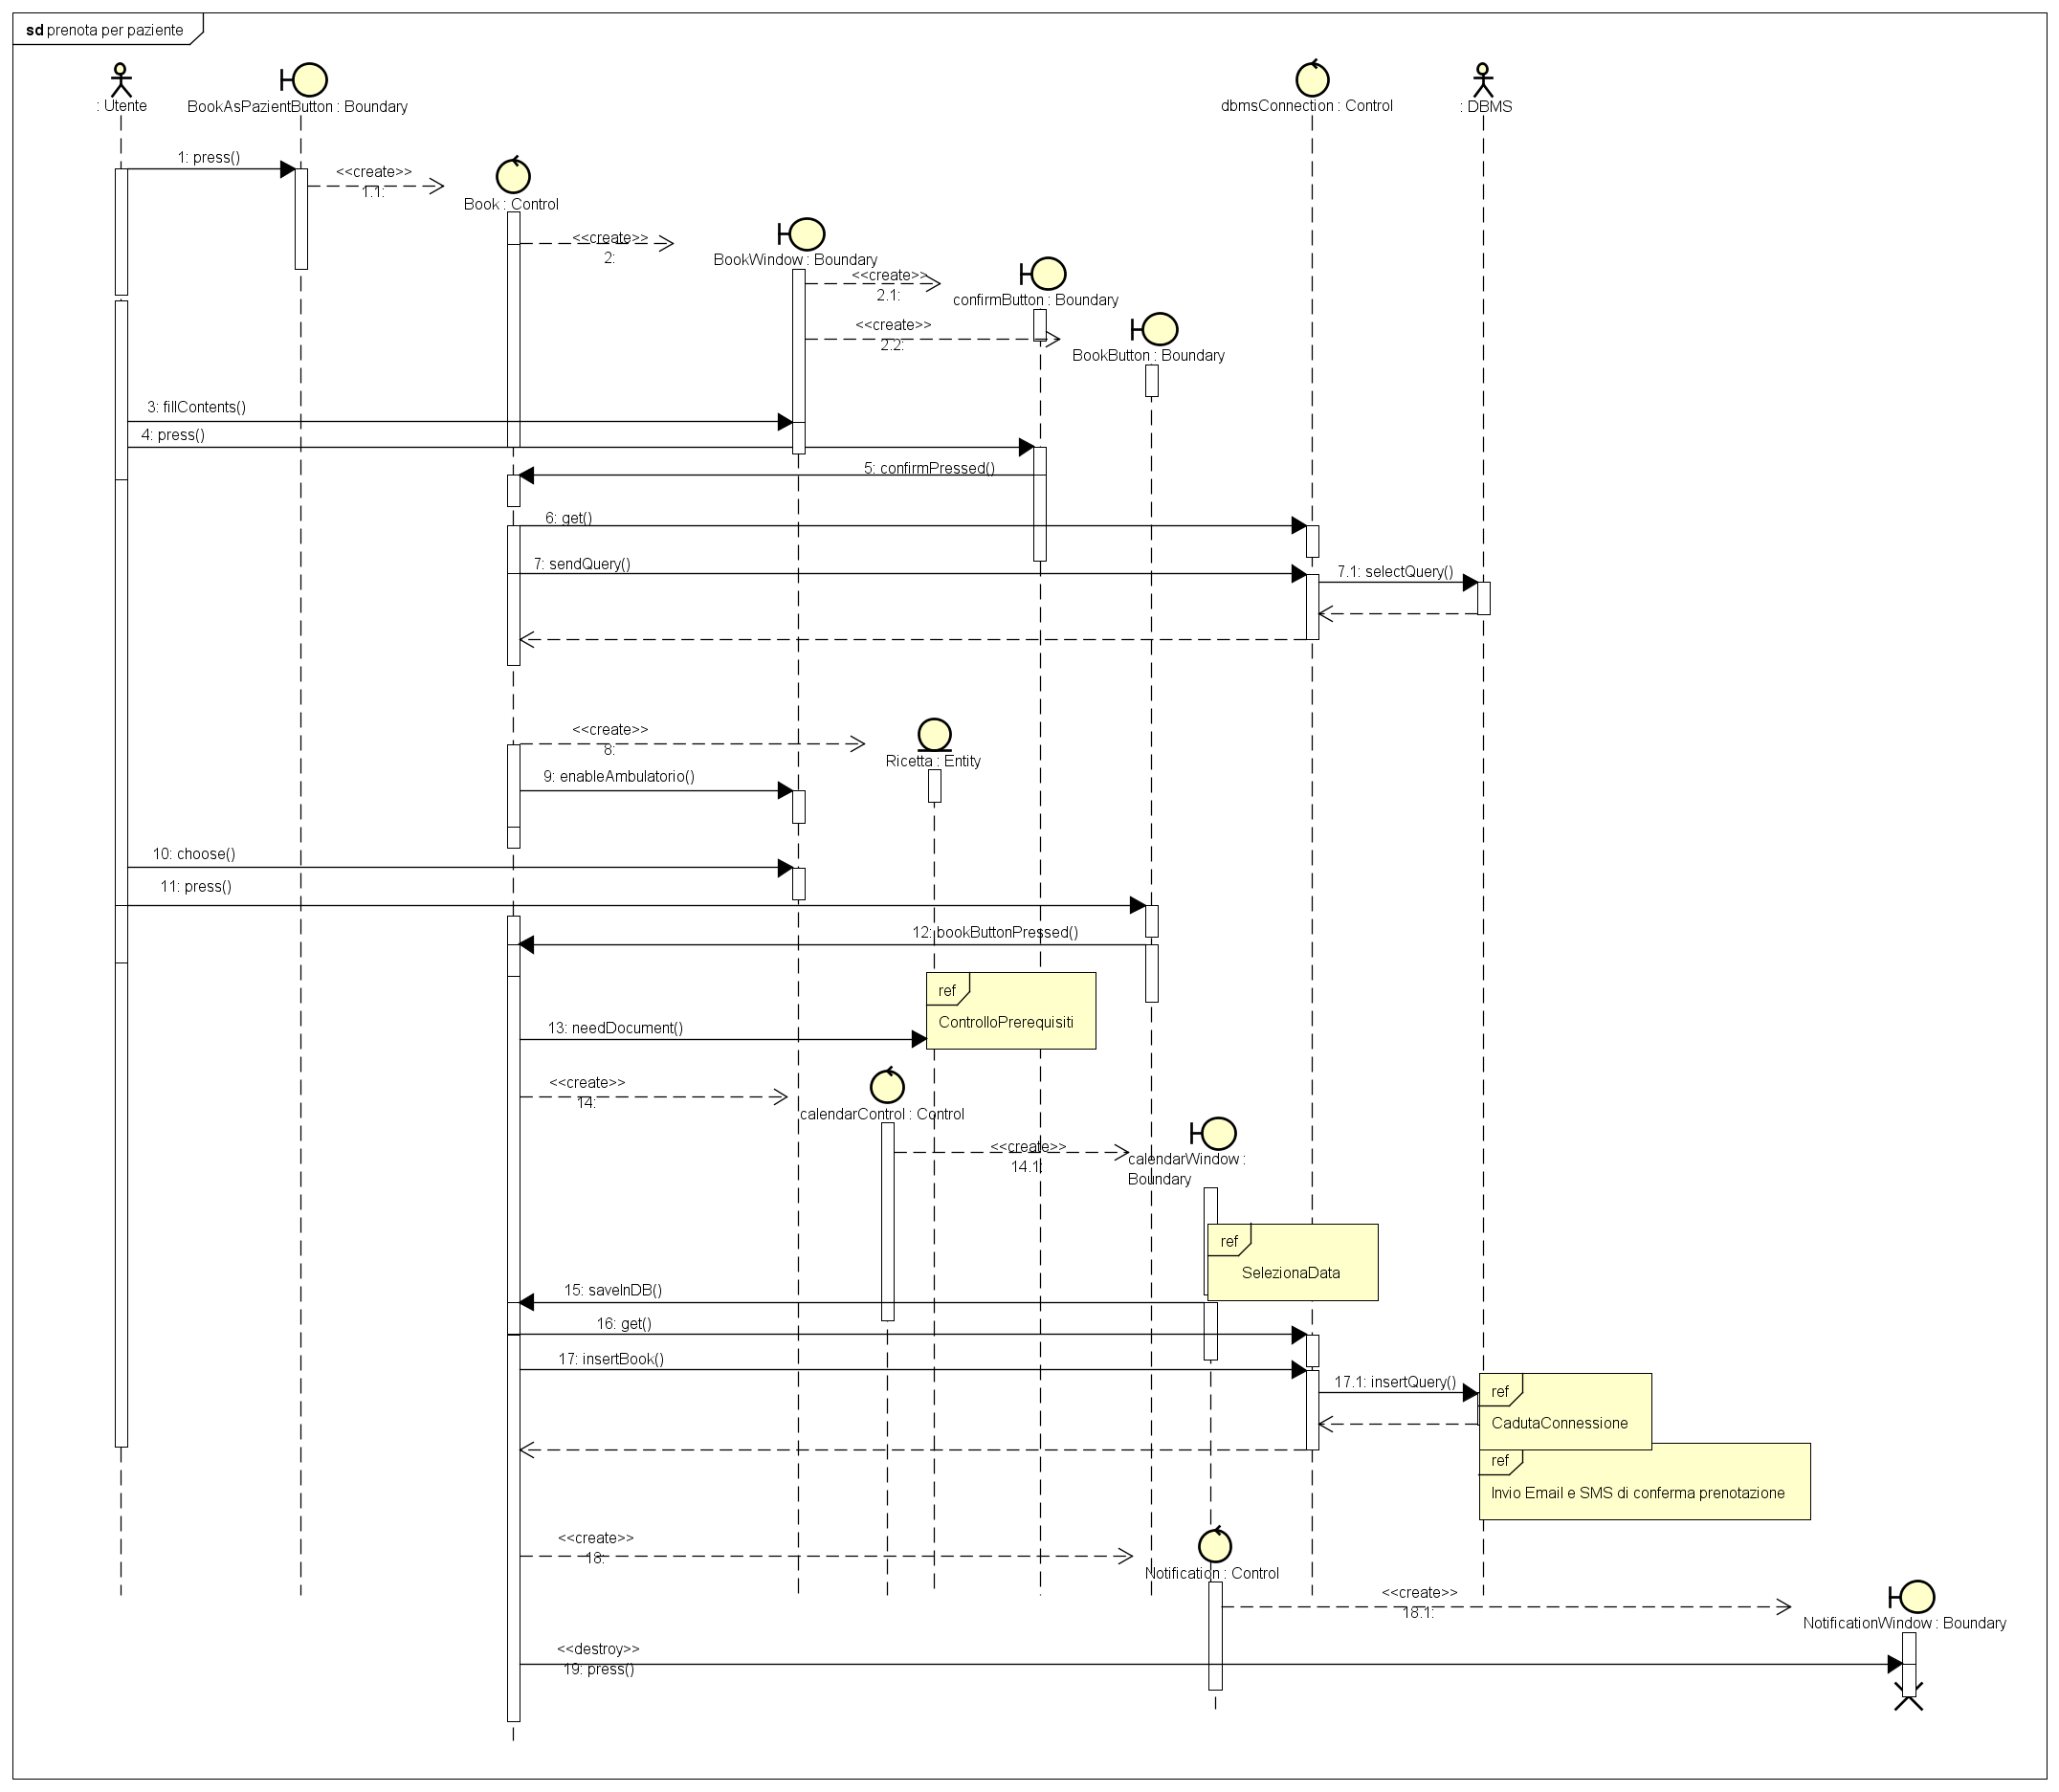 sd prenota per paziente
: Utente
BookAsPazientButton : Boundary
dbmsConnection : Control
: DBMS
1: press()
<<create>>
1.1:
Book : Control
<<create>>
2:
BookWindow : Boundary
<<create>>
2.1:
confirmButton : Boundary
<<create>>
2.2:
BookButton : Boundary
3: fillContents()
4: press()
5: confirmPressed()
6: get()
7: sendQuery()
7.1: selectQuery()
<<create>>
8:
Ricetta : Entity
9: enableAmbulatorio()
10: choose()
11: press()
12: bookButtonPressed()
ref
ControlloPrerequisiti
13: needDocument()
<<create>>
14:
calendarControl : Control
<<create>>
14.1:
calendarWindow :
Boundary
ref
SelezionaData
15: saveInDB()
16: get()
17: insertBook()
17.1: insertQuery()
ref
CadutaConnessione
ref
Invio Email e SMS di conferma prenotazione
<<create>>
18:
Notification : Control
<<create>>
18.1:
NotificationWindow : Boundary
<<destroy>>
19: press()